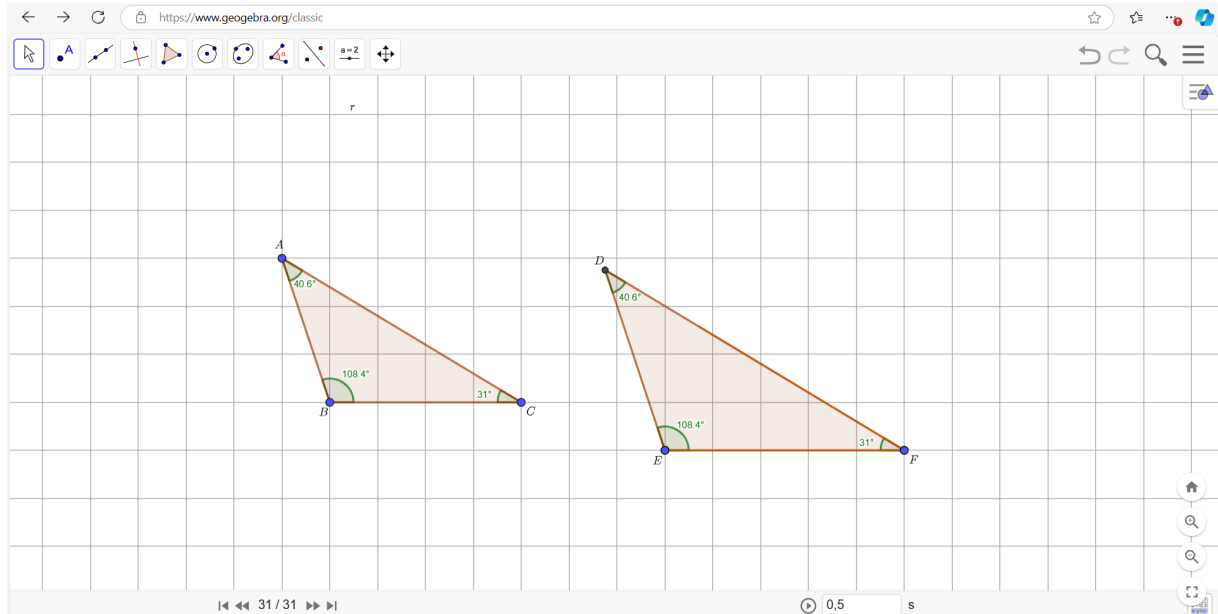 https://www.geogebra.org/classic
A
α
a=2
r
A
40.6°
108.4°
B
31°
C
D
40.6°
108.4°
E
31°
F
31 / 31
0,5
s